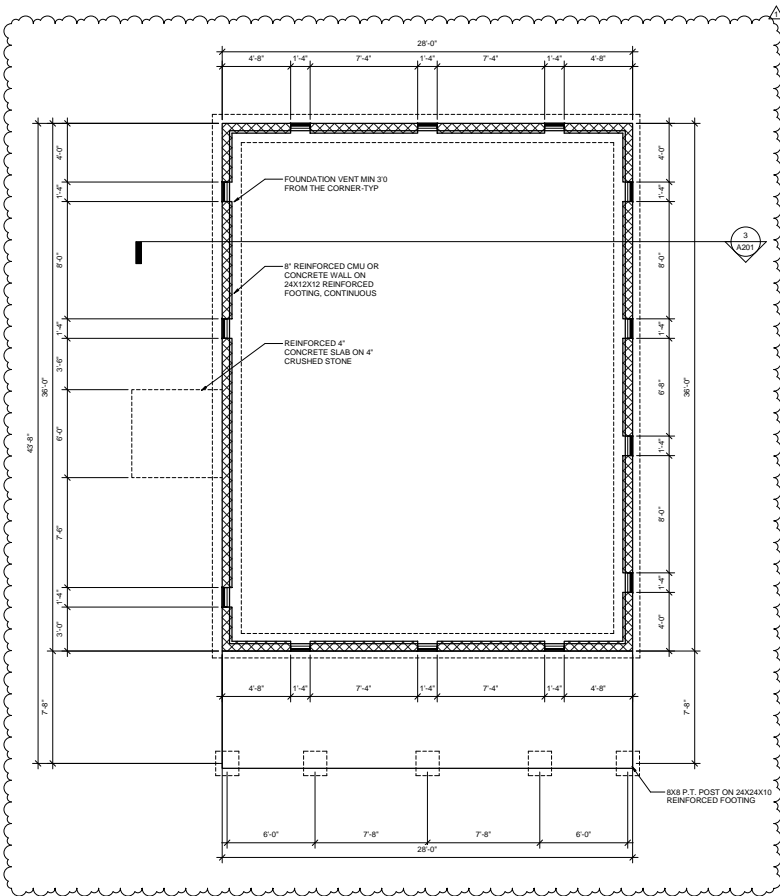 1
28'-0"
4'-8" 1'-4" 7'-4" 1'-4" 7'-4" 1'-4" 4'-8"
4'-0"
1'-4"
8'-0"
1'-4"
3'-6"
6'-0"
7'-6"
1'-4"
3'-0"
36'-0"
43'-8"
7'-8"
FOUNDATION VENT MIN 3'0
FROM THE CORNER-TYP
8" REINFORCED CMU OR
CONCRETE WALL ON
24X12X12 REINFORCED
FOOTING, CONTINUOUS
REINFORCED 4"
CONCRETE SLAB ON 4"
CRUSHED STONE
4'-0"
1'-4"
8'-0"
1'-4"
6'-8"
1'-4"
8'-0"
1'-4"
4'-0"
36'-0"
7'-8"
3
A201
4'-8" 1'-4" 7'-4" 1'-4" 7'-4" 1'-4" 4'-8"
8X8 P.T. POST ON 24X24X10
REINFORCED FOOTING
6'-0" 7'-8" 7'-8" 6'-0"
28'-0"